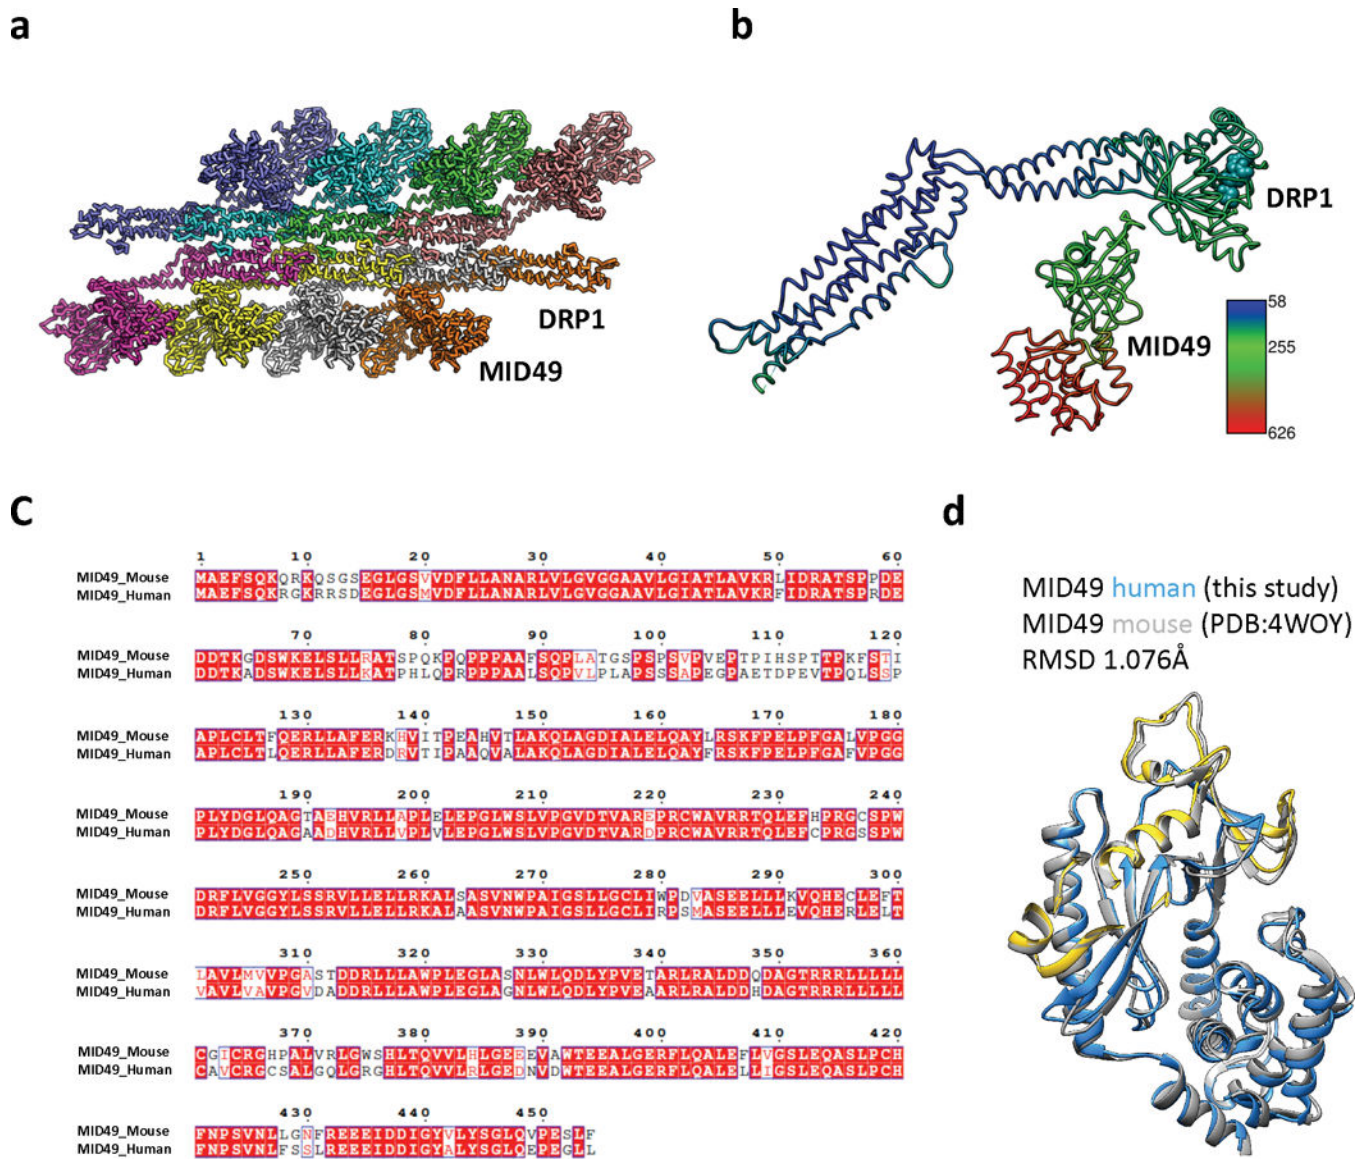 a
b
DRP1
MID49
DRP1
MID49
58
255
626
C
1 10 20 30 40 50 60
MID49_Mouse MAEFSQKQRKQSGSEGLGSVVDFLLANARLVLGVGGAAVLGIATLAVKRLIDRATSPPDE
MID49_Human MAEFSQKRGKRRSDEGLGSMVDFLLANARLVLGVGGAAVLGIATLAVKRFIDRATSPRDE
70 80 90 100 110 120
MID49_Mouse DDTKGDSWKELSLLRATSPQKPQPPPAAFSQPLATGSPSPSVPVEPTPIHSPTTPKFSTI
MID49_Human DDTKADSWKELSLLKATPHLQPRPPPAALSQPVLPLAPSSSAPEGPAETDPEVTPQLSSP
130 140 150 160 170 180
MID49_Mouse APLCLTFQERLLAFERKHVITPEAHVTLAKQLAGDIALELQAYLRSKFPELPFGALVPGG
MID49_Human APLCLTLQERLLAFERDRVTIPAAQVALAKQLAGDIALELQAYFRSKFPELPFGAFVPGG
190 200 210 220 230 240
MID49_Mouse PLYDGLQAGTAEHVRLLAPLELEPGLWSLVPGVDTVAREPRCWAVRRTQLEFHPRGCSPW
MID49_Human PLYDGLQAGAADHVRLLVPLVLEPGLWSLVPGVDTVARDPRCWAVRRTQLEFCPRGSSPW
250 260 270 280 290 300
MID49_Mouse DRFLVGGYLSSRVLLELLRKALSASVNWPAIGSLLGCLIWPDVASEELLLKVQHECLEFT
MID49_Human DRFLVGGYLSSRVLLELLRKALAASVNWPAIGSLLGCLIRPSMASEELLLEVQHERLELT
310 320 330 340 350 360
MID49_Mouse LAVLMVVPGASTDDRLLLAWPLEGLASNLWLQDLYPVETARLRALDDQDAGTRRRLLLLL
MID49_Human VAVLVAVPGVDADDRLLLAWPLEGLAGNLWLQDLYPVEAARLRALDDHDAGTRRRLLLLL
370 380 390 400 410 420
MID49_Mouse CGICRGHPALVRLGWSHLTQVVLHLGEEEVAWTEEALGERFLQALEFLVGSLEQASLPCH
MID49_Human CAVCRGCSALGQLGRGHLTQVVLRLGEDNVDWTEEALGERFLQALELLIGSLEQASLPCH
430 440 450
MID49_Mouse FNPSVNLLGNFREEEIDDIGYVLYSGLQVPESLF
MID49_Human FNPSVNLFSSLREEEIDDIGYALYSGLQEPEGLL
d
MID49 human (this study)
MID49 mouse (PDB:4WOY)
RMSD 1.076Å